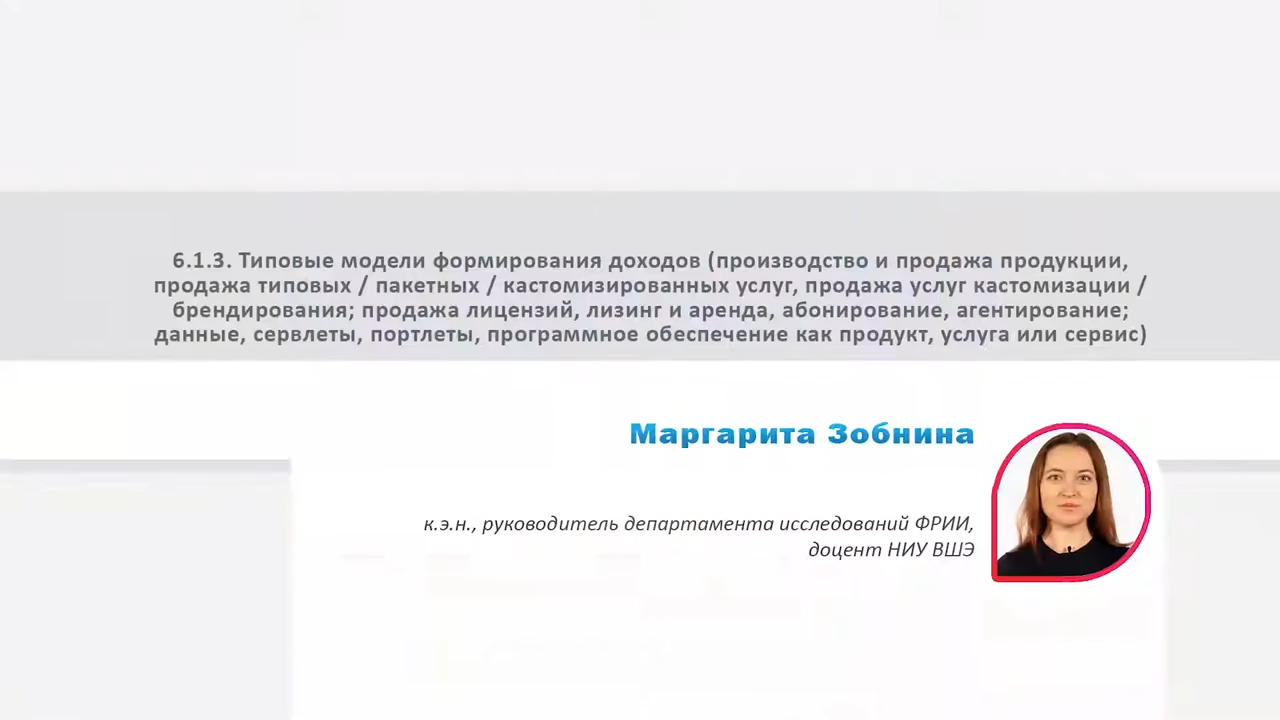 6.1.3. Типовые модели формирования доходов (производство и продажа продукции,
продажа типовых / пакетных / кастомизированных услуг, продажа услуг кастомизации /
брендирования; продажа лицензий, лизинг и аренда, абонирование, агентирование;
данные, сервлеты, портлеты, программное обеспечение как продукт, услуга или сервис)
Маргарита Зобнина
к.э.н., руководитель департамента исследований ФРИИ,
доцент НИУ ВШЭ